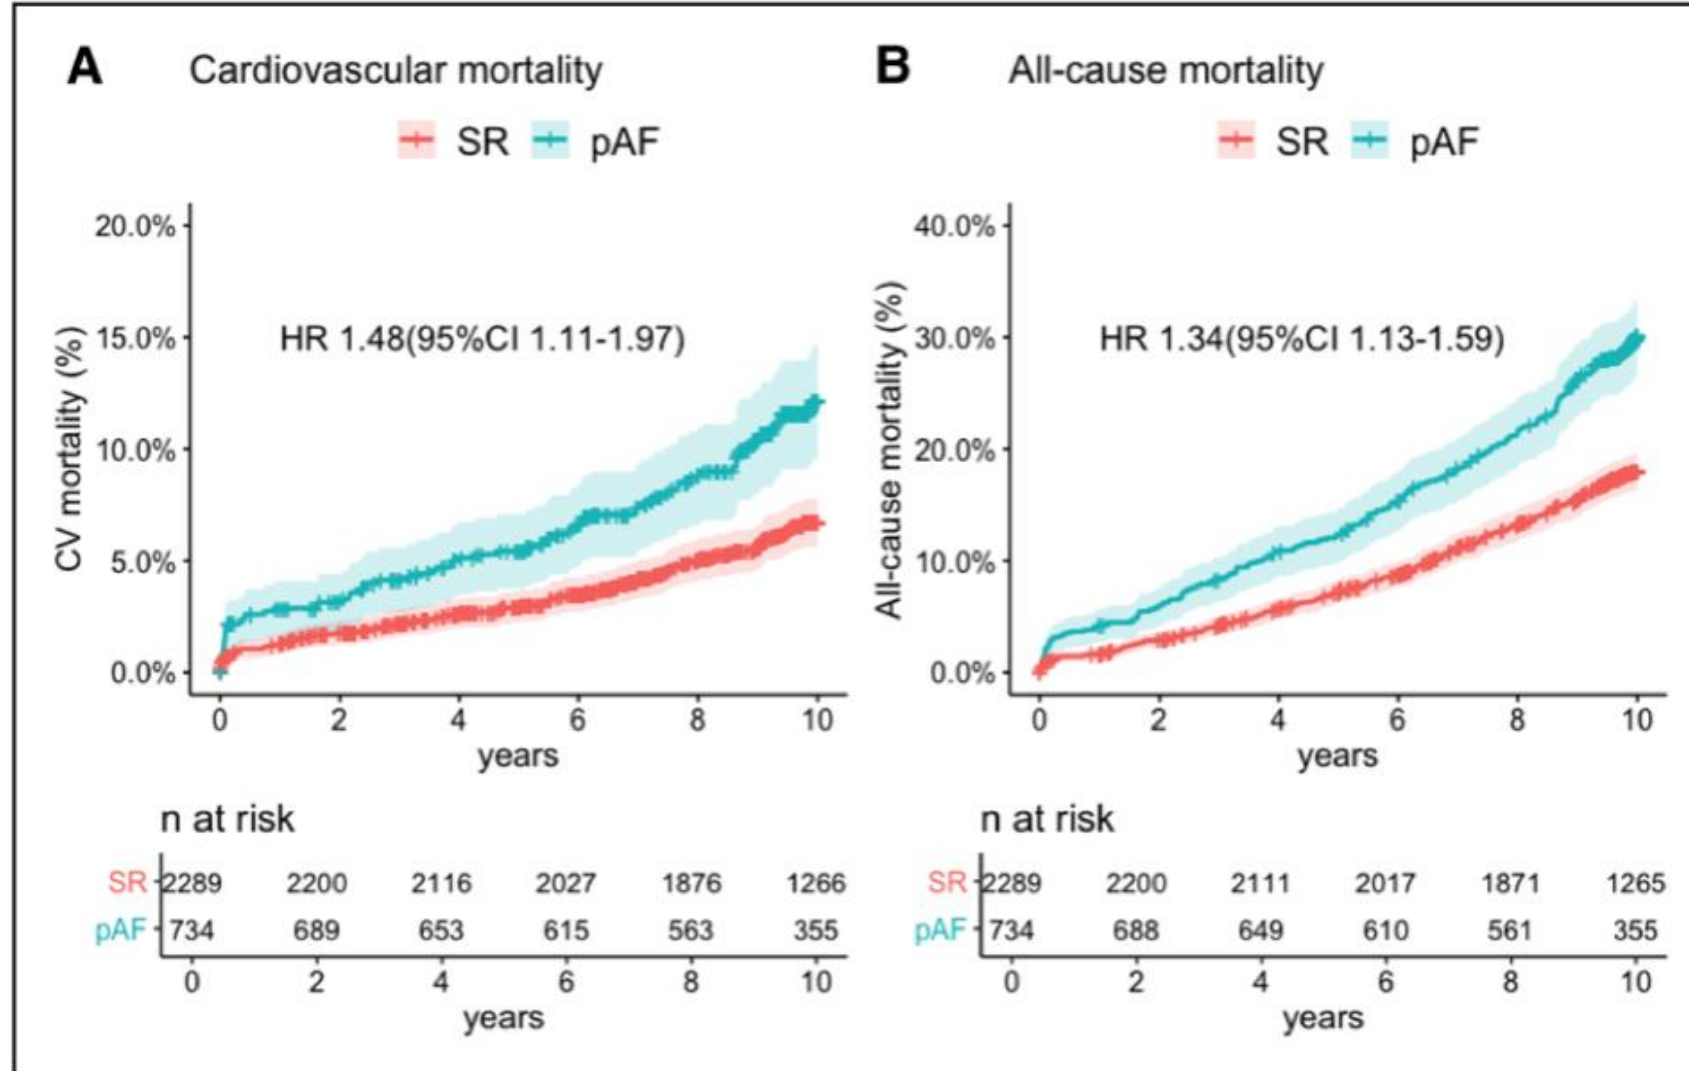 A Cardiovascular mortality
SR pAF
20.0%
15.0%
10.0%
5.0%
0.0%
CV mortality (%)
HR 1.48(95%CI 1.11-1.97)
0 2 4 6 8 10
years
n at risk
SR 2289 2200 2116 2027 1876 1266
pAF 734 689 653 615 563 355
0 2 4 6 8 10
years
B All-cause mortality
SR pAF
40.0%
30.0%
20.0%
10.0%
0.0%
All-cause mortality (%)
HR 1.34(95%CI 1.13-1.59)
0 2 4 6 8 10
years
n at risk
SR 2289 2200 2111 2017 1871 1265
pAF 734 688 649 610 561 355
0 2 4 6 8 10
years